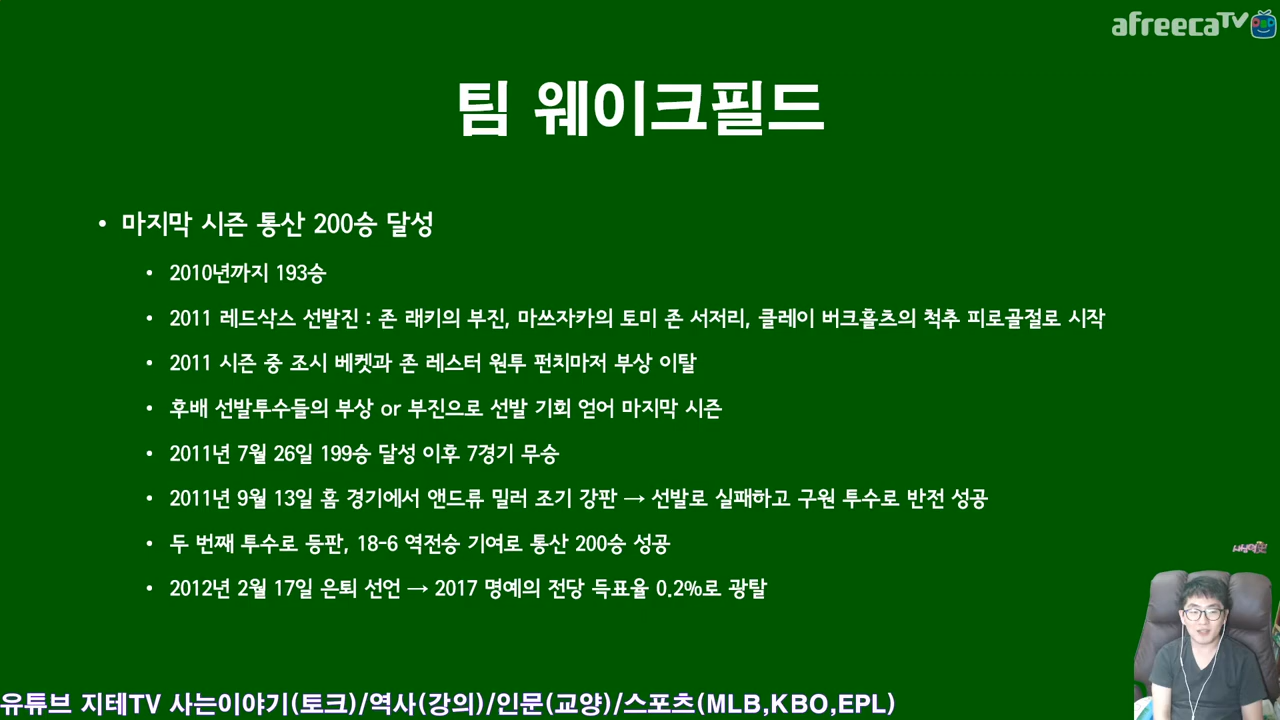 afreecaTV
팀 웨이크필드
• 마지막 시즌 통산 200승 달성
• 2010년까지 193승
• 2011 레드삭스 선발진 : 존 래키의 부진, 마쓰자카의 토미 존 서저리, 클레이 버크홀츠의 척추 피로골절로 시작
• 2011 시즌 중 조시 베켓과 존 레스터 원투 펀치마저 부상 이탈
• 후배 선발투수들의 부상 or 부진으로 선발 기회 얻어 마지막 시즌
• 2011년 7월 26일 199승 달성 이후 7경기 무승
• 2011년 9월 13일 홈 경기에서 앤드류 밀러 조기 강판 → 선발로 실패하고 구원 투수로 반전 성공
• 두 번째 투수로 등판, 18-6 역전승 기여로 통산 200승 성공
• 2012년 2월 17일 은퇴 선언 → 2017 명예의 전당 득표율 0.2%로 광탈
유튜브 지테TV 사는이야기(토크)/역사(강의)/인문(교양)/스포츠(MLB,KBO,EPL)